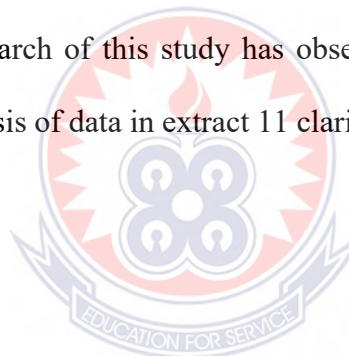 arch of this study has obse
sis of data in extract 11 clari
EDUCATION FOR SERVICE